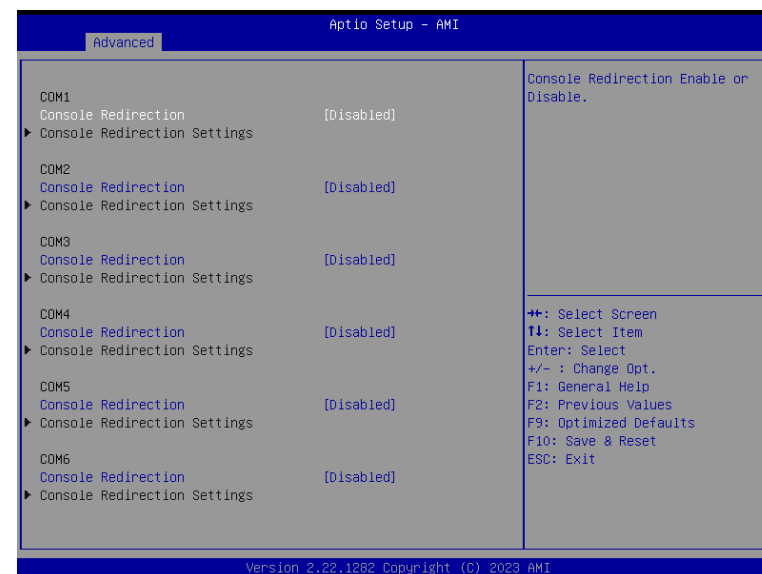 Aptio Setup – AMI
Advanced
COM1
Console Redirection [Disabled]
▶ Console Redirection Settings
COM2
Console Redirection [Disabled]
▶ Console Redirection Settings
COM3
Console Redirection [Disabled]
▶ Console Redirection Settings
COM4
Console Redirection [Disabled]
▶ Console Redirection Settings
COM5
Console Redirection [Disabled]
▶ Console Redirection Settings
COM6
Console Redirection [Disabled]
▶ Console Redirection Settings
Console Redirection Enable or
Disable.
→←: Select Screen
↑↓: Select Item
Enter: Select
+/- : Change Opt.
F1: General Help
F2: Previous Values
F9: Optimized Defaults
F10: Save & Reset
ESC: Exit
Version 2.22.1282 Copyright (C) 2023 AMI